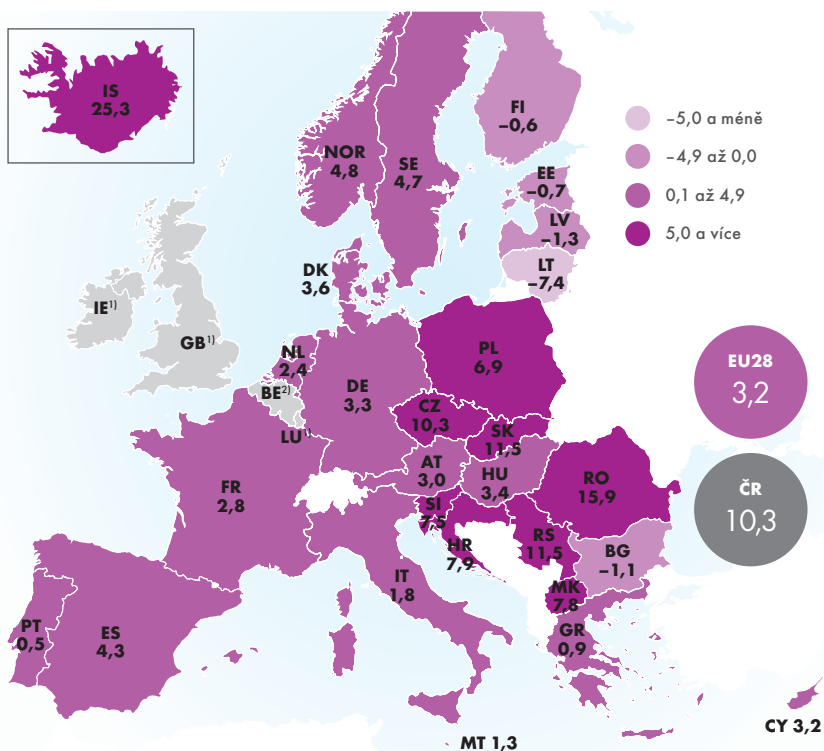 IS
25,3
FI
–0,6
–5,0 a méně
–4,9 až 0,0
0,1 až 4,9
5,0 a více
NOR
4,8
SE
4,7
EE
–0,7
LV
–1,3
LT
–7,4
DK
3,6
IE¹⁾
GB¹⁾
NL
2,4
BE²⁾
LU¹⁾
DE
3,3
PL
6,9
EU28
3,2
CZ
10,3
SK
11,5
AT
3,0
HU
3,4
FR
2,8
RO
15,9
ČR
10,3
SI
7,5
HR
7,9
RS
11,5
BG
–1,1
IT
1,8
MK
7,8
PT
0,5
ES
4,3
GR
0,9
CY 3,2
MT 1,3